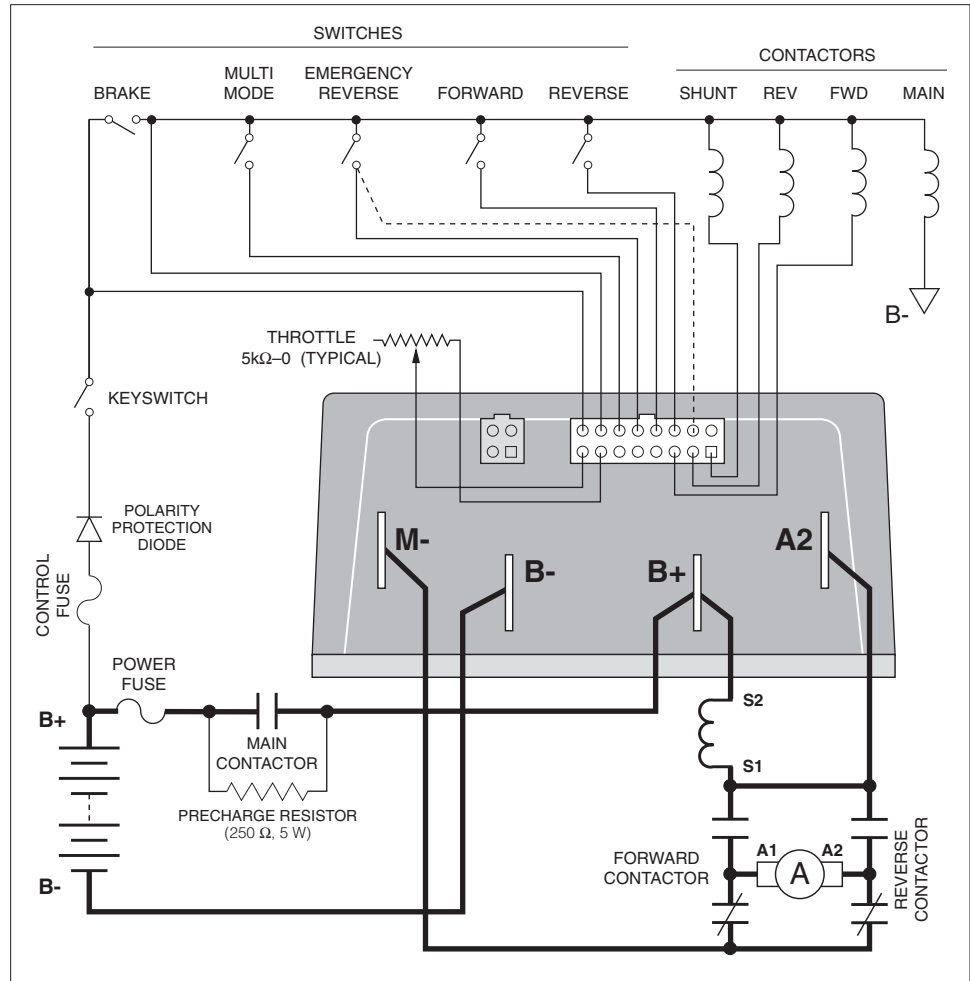 SWITCHES
CONTACTORS
BRAKE
MULTI
MODE
EMERGENCY
REVERSE
FORWARD
REVERSE
SHUNT
REV
FWD
MAIN
B-
THROTTLE
5kΩ–0 (TYPICAL)
KEYSWITCH
POLARITY
PROTECTION
DIODE
CONTROL
FUSE
M-
B-
B+
A2
POWER
FUSE
B+
MAIN
CONTACTOR
PRECHARGE RESISTOR
(250 Ω, 5 W)
B-
S2
S1
FORWARD
CONTACTOR
A1
A
A2
REVERSE
CONTACTOR